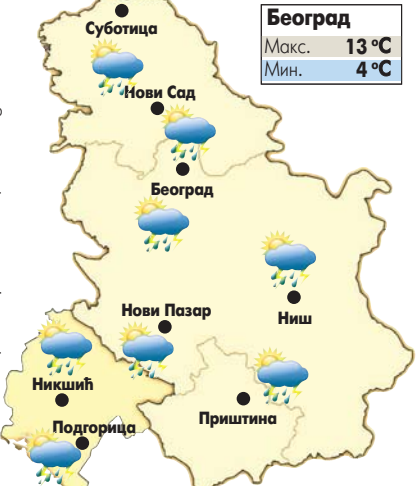 Суботица
Београд
Макс. 13 °C
Мин. 4 °C
Нови Сад
Београд
Нови Пазар
Ниш
Никшић
Приштина
Подгорица